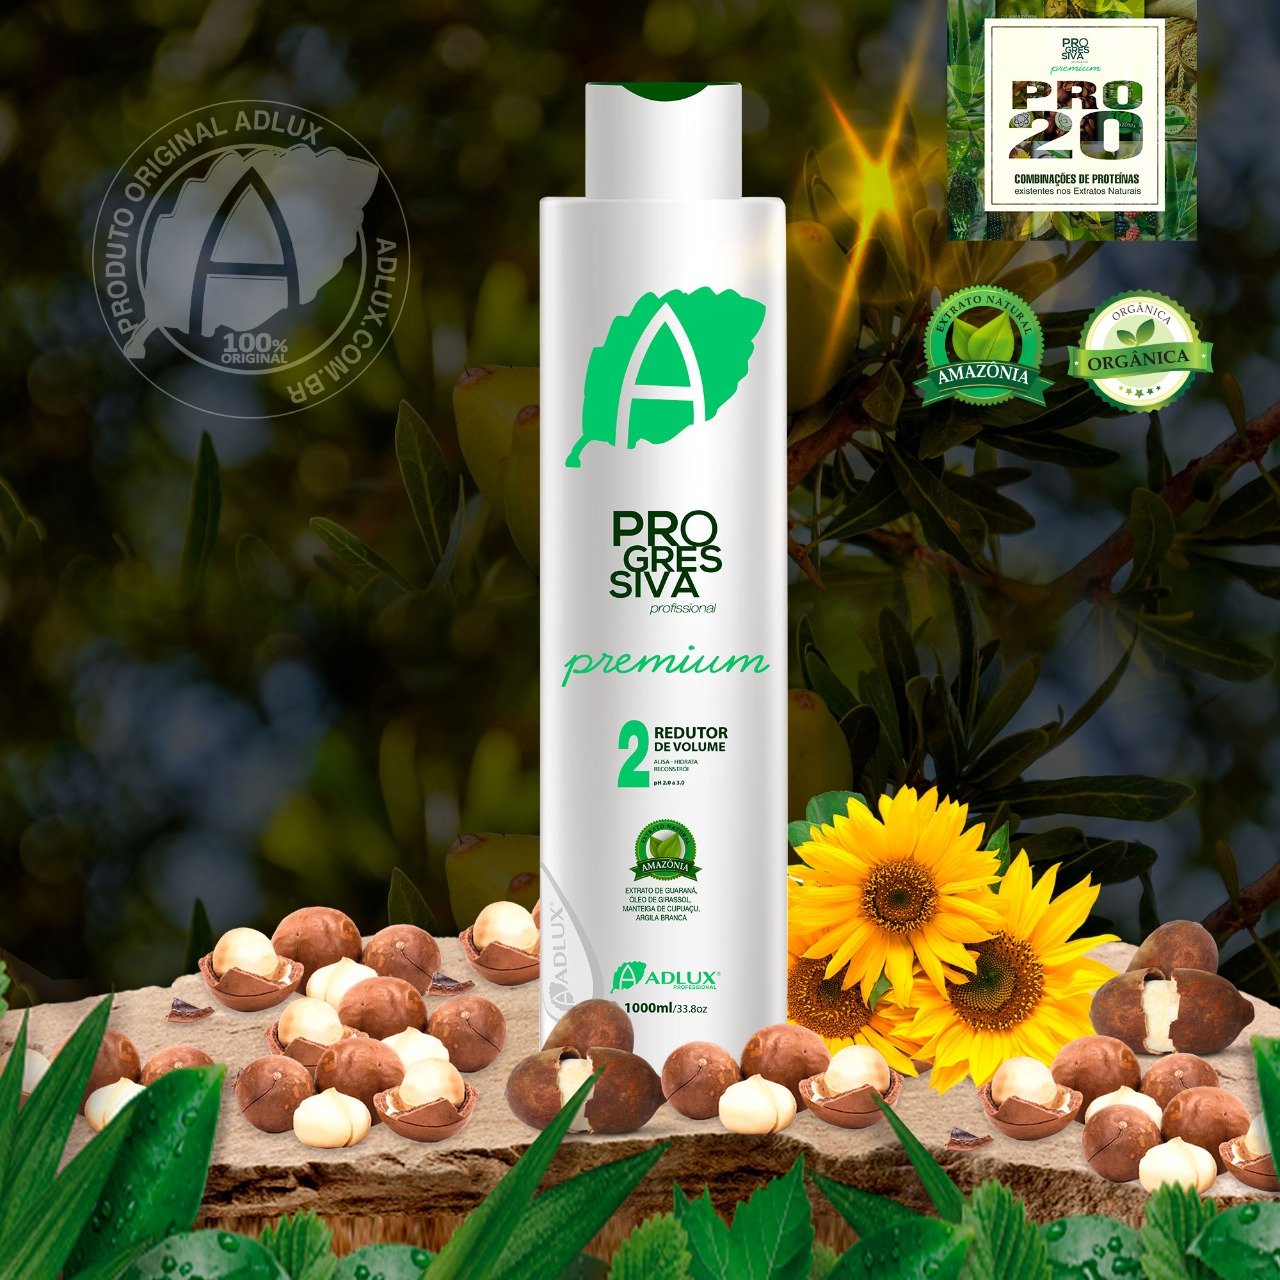 PRODUTO ORIGINAL ADLUX
ADLUX.COM.BR
A
100%
ORIGINAL
PRO
GRES
SIVA
premium
PRO
20
COMBINAÇÕES DE PROTEÍNAS
existentes nos Extratos Naturais
EXTRATO NATURAL
AMAZÔNIA
ORGÂNICA
ORGÂNICA
A
PRO
GRES
SIVA
profissional
premium
2 REDUTOR
DE VOLUME
ALISA - HIDRATA
RECONSTRÓI
pH 2.0 a 3.0
EXTRATO NATURAL
AMAZÔNIA
EXTRATO DE GUARANÁ,
ÓLEO DE GIRASSOL,
MANTEIGA DE CUPUAÇU,
ARGILA BRANCA
ADLUX®
ADLUX®
PROFESSIONAL
1000ml/33.8oz